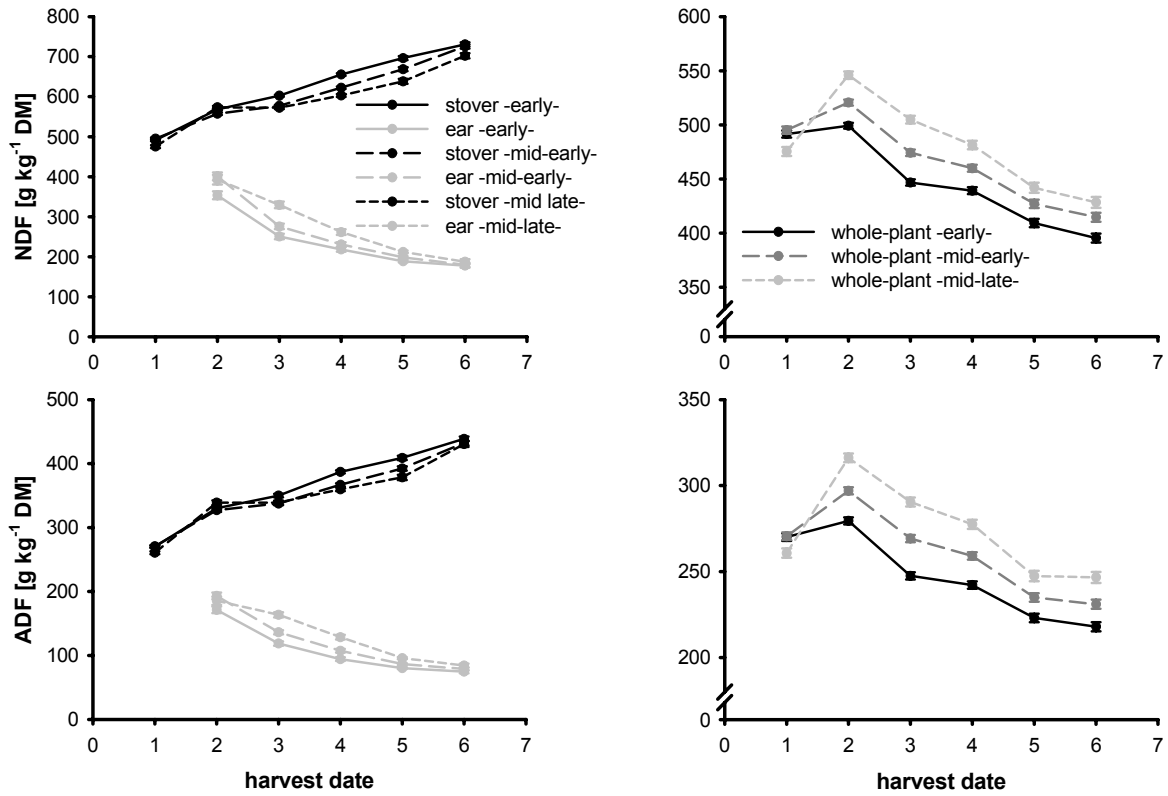 800
700
600
500
400
300
200
100
0
NDF [g kg-1 DM]
stover -early-
ear -early-
stover -mid-early-
ear -mid-early-
stover -mid late-
ear -mid-late-
0 1 2 3 4 5 6 7
600
550
500
450
400
350
0
whole-plant -early-
whole-plant -mid-early-
whole-plant -mid-late-
0 1 2 3 4 5 6 7
500
400
300
200
100
0
ADF [g kg-1 DM]
0 1 2 3 4 5 6 7
harvest date
350
300
250
200
0
0 1 2 3 4 5 6 7
harvest date